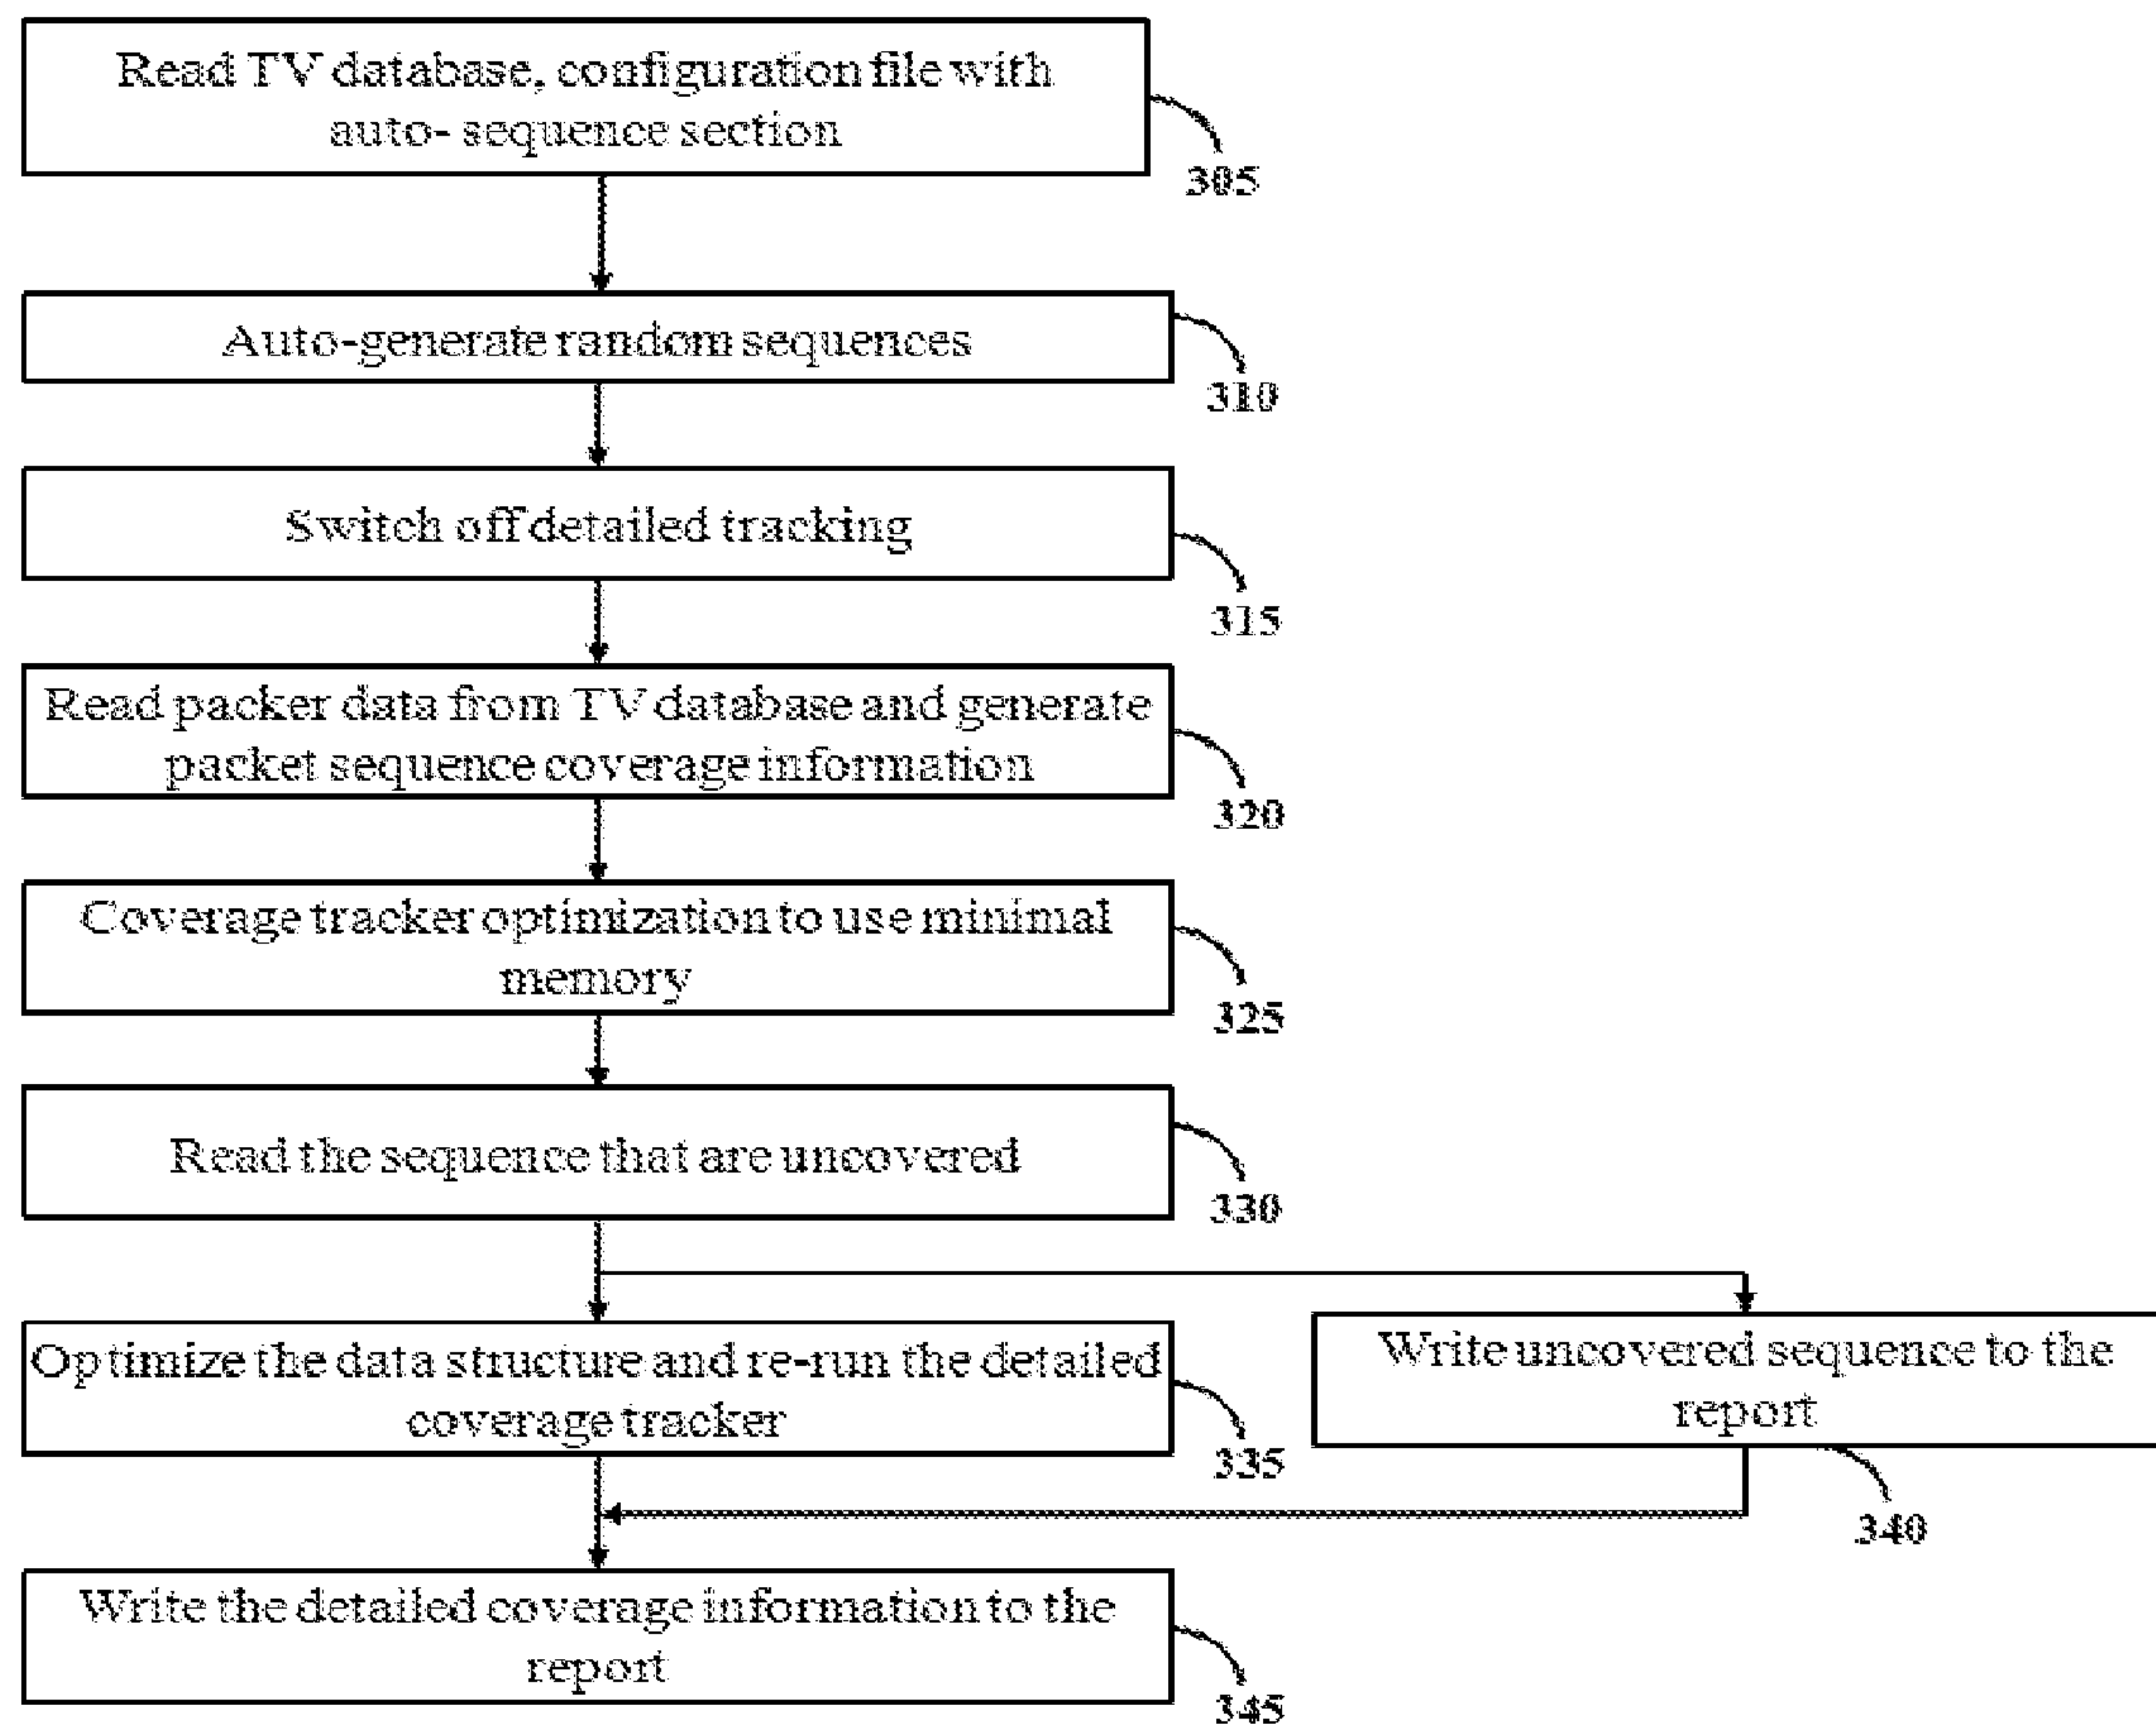 Read TV database, configuration file with
auto- sequence section
305
Auto-generate random sequences
310
Switch off detailed tracking
315
Read packer data from TV database and generate
packet sequence coverage information
320
Coverage tracker optimization to use minimal
memory
325
Read the sequence that are uncovered
330
Optimize the data structure and re-run the detailed
coverage tracker
335
Write uncovered sequence to the
report
340
Write the detailed coverage information to the
report
345